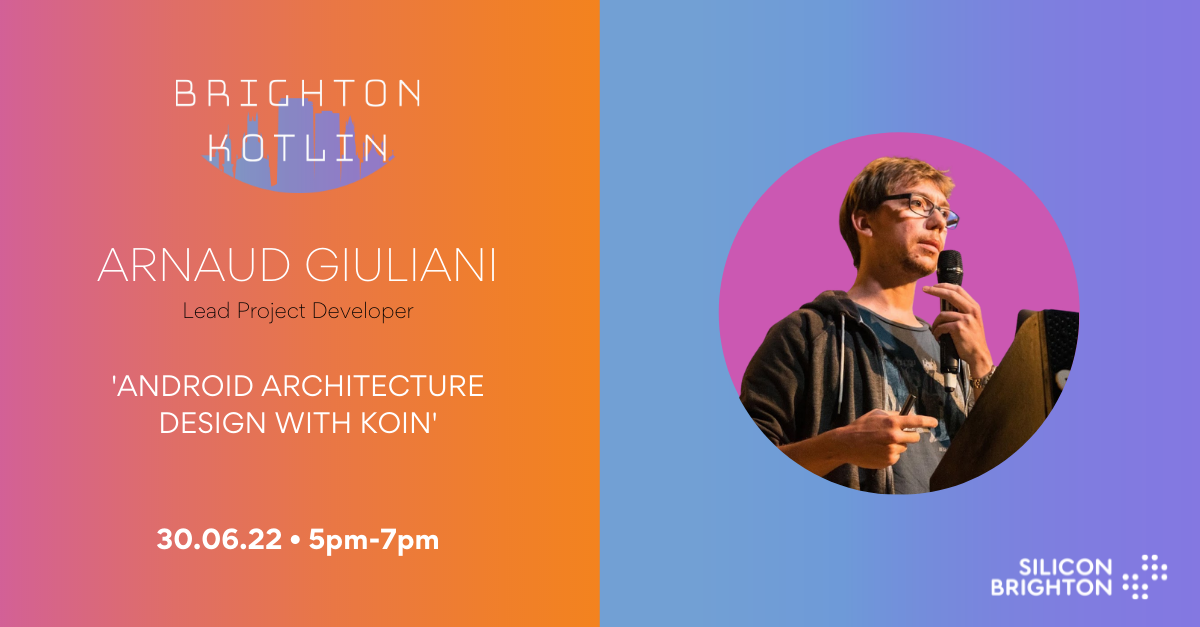 BRIGHTON
KOTLIN
ARNAUD GIULIANI
Lead Project Developer
'ANDROID ARCHITECTURE
DESIGN WITH KOIN'
30.06.22 • 5pm-7pm
SILICON
BRIGHTON